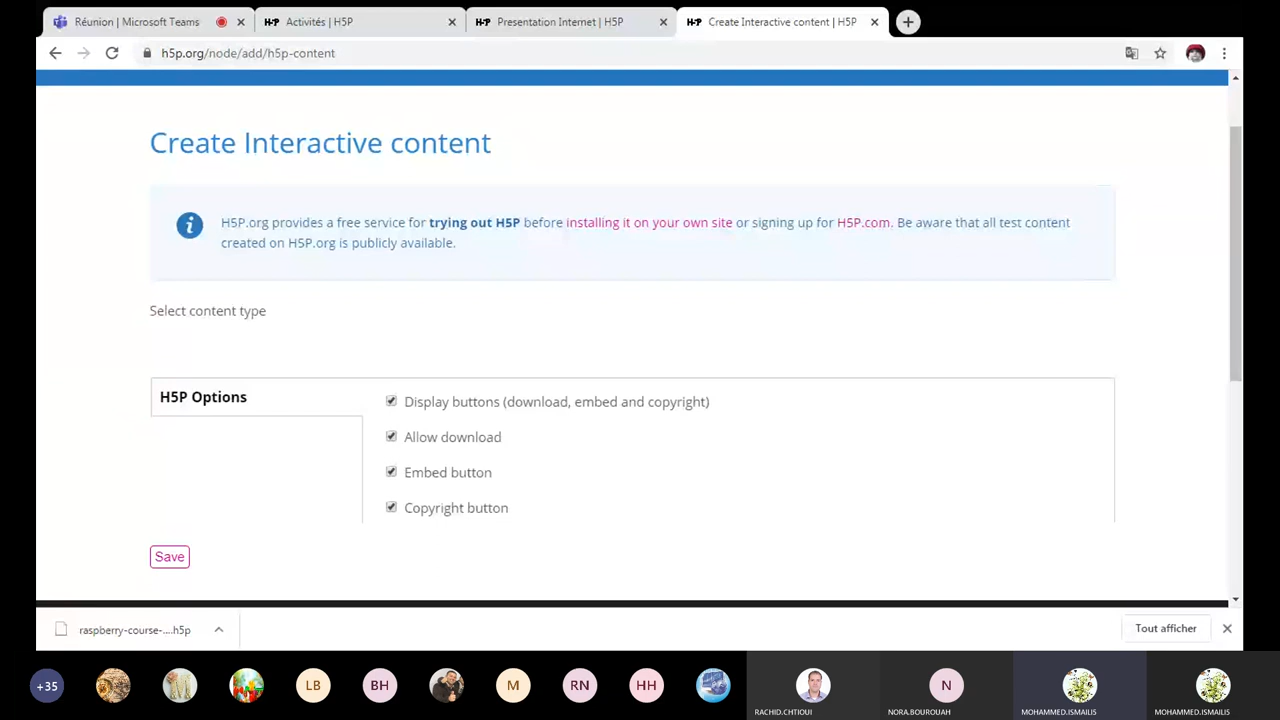 Réunion | Microsoft Teams
H-P Activités | H5P
H-P Presentation Internet | H5P
H-P Create Interactive content | H5P
h5p.org/node/add/h5p-content
Create Interactive content
H5P.org provides a free service for trying out H5P before installing it on your own site or signing up for H5P.com. Be aware that all test content
created on H5P.org is publicly available.
Select content type
H5P Options
Display buttons (download, embed and copyright)
Allow download
Embed button
Copyright button
Save
raspberry-course-....h5p
Tout afficher
+35
LB
BH
M
RN
HH
N
RACHID.CHTIOUI
NORA.BOUROUAH
MOHAMMED.ISMAILIS
MOHAMMED.ISMAILIS